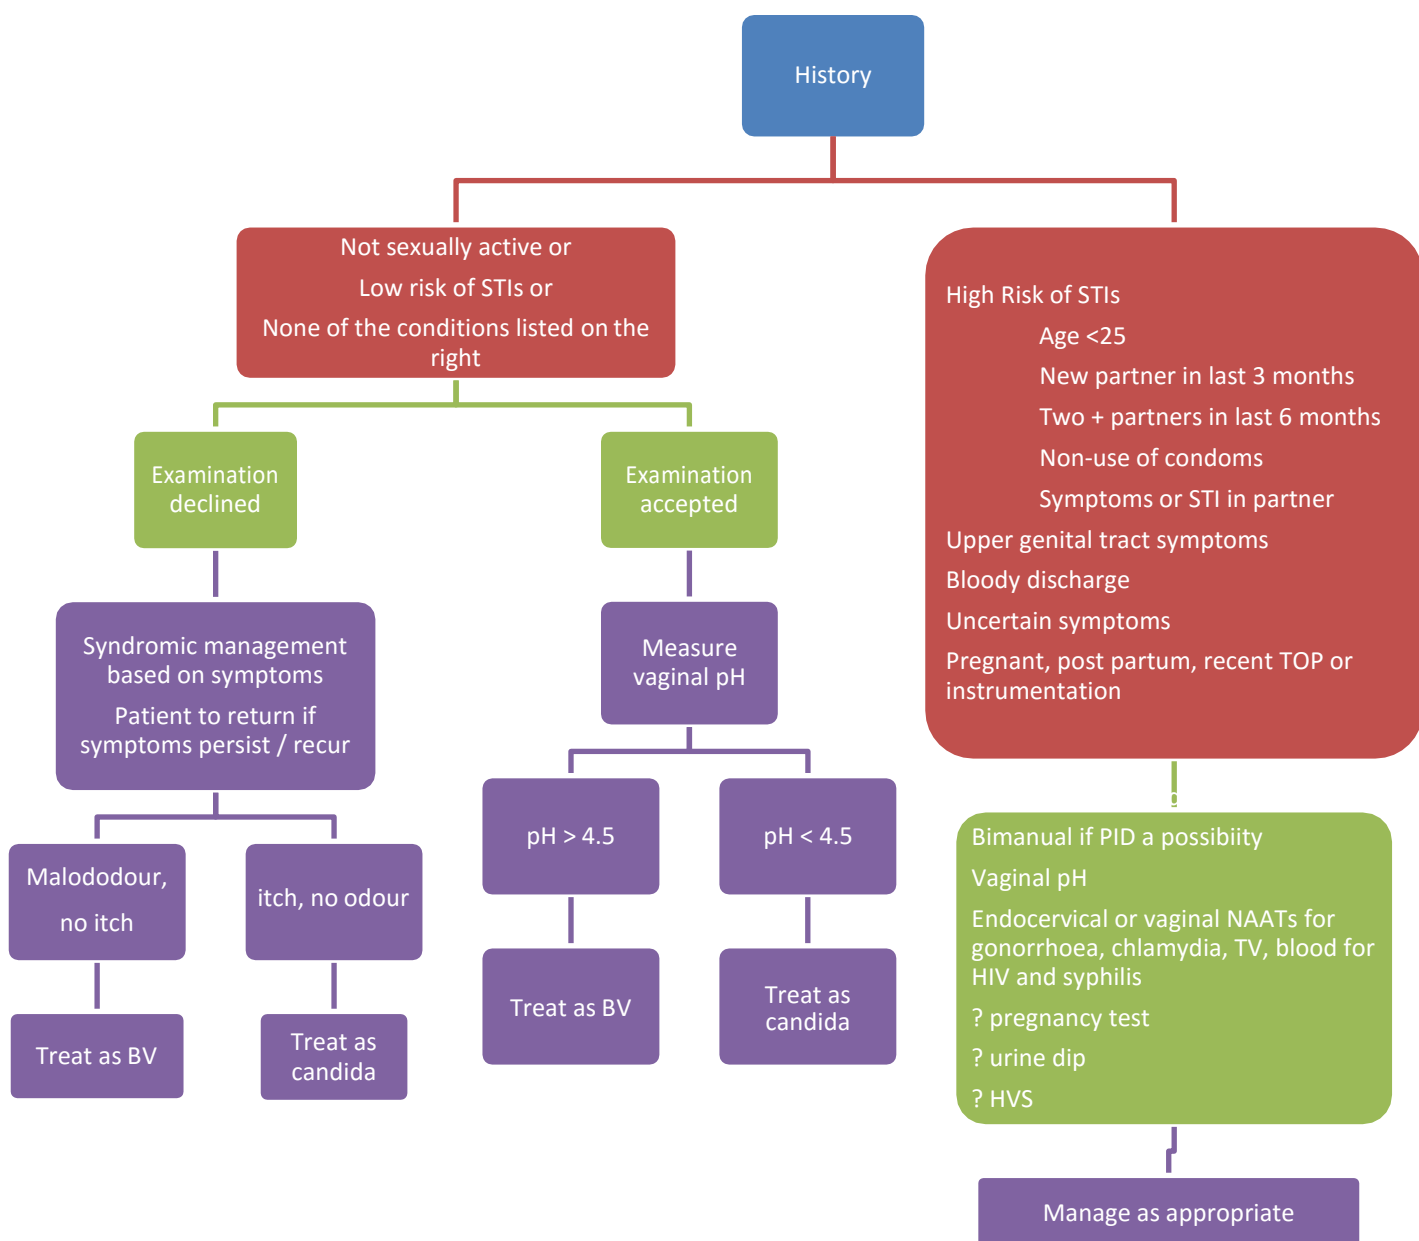 History
Not sexually active or
Low risk of STIs or
None of the conditions listed on the
right
High Risk of STIs
Age <25
New partner in last 3 months
Two + partners in last 6 months
Non-use of condoms
Symptoms or STI in partner
Upper genital tract symptoms
Bloody discharge
Uncertain symptoms
Pregnant, post partum, recent TOP or
instrumentation
Examination
declined
Examination
accepted
Syndromic management
based on symptoms
Patient to return if
symptoms persist / recur
Measure
vaginal pH
Malododour,
no itch
itch, no odour
pH > 4.5
pH < 4.5
Treat as BV
Treat as
candida
Treat as BV
Treat as
candida
Bimanual if PID a possibiity
Vaginal pH
Endocervical or vaginal NAATs for
gonorrhoea, chlamydia, TV, blood for
HIV and syphilis
? pregnancy test
? urine dip
? HVS
Manage as appropriate